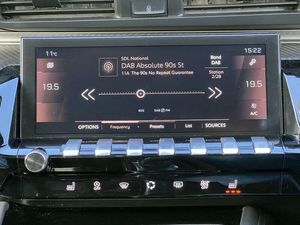 11°C
SDL National
DAB Absolute 90s St
11A The 90s No Repeat Guarantee
Band
DAB
Station
2/28
15:22
19.5
19.5
A/C
OPTIONS
Frequency
Presets
List
SOURCES